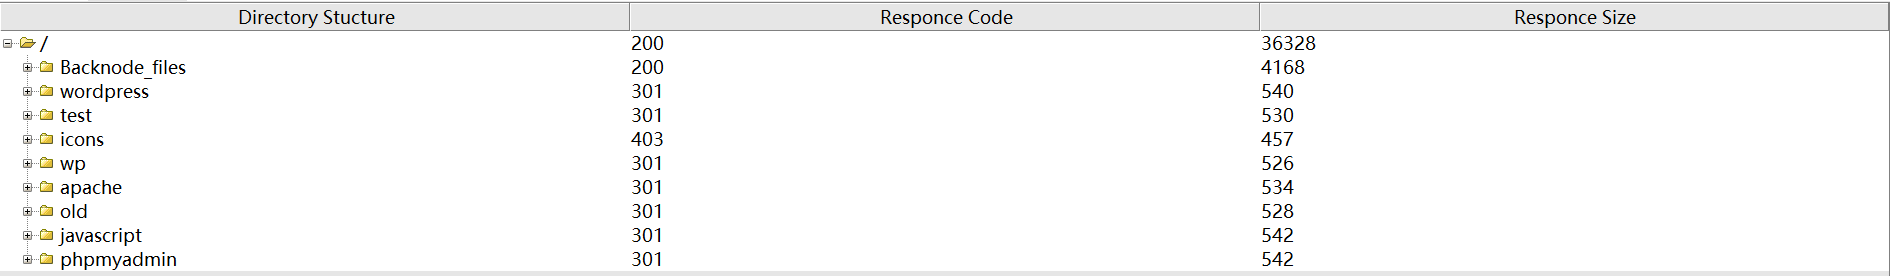 Directory Stucture Responce Code Responce Size
/ 200 36328
Backnode_files 200 4168
wordpress 301 540
test 301 530
icons 403 457
wp 301 526
apache 301 534
old 301 528
javascript 301 542
phpmyadmin 301 542